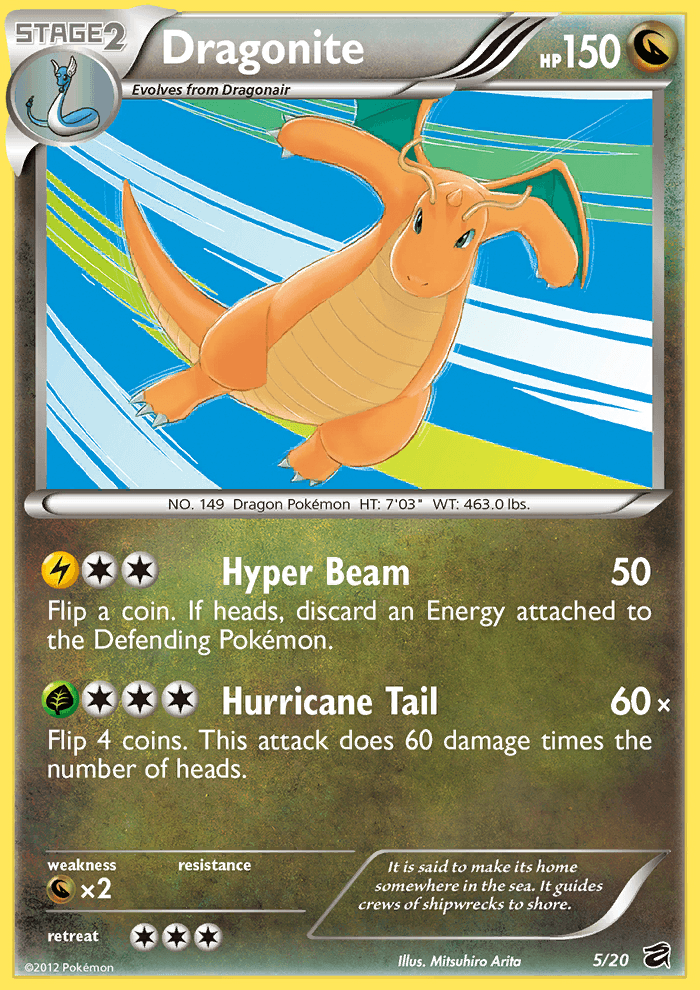 STAGE2
Dragonite
HP150
Evolves from Dragonair
NO. 149 Dragon Pokémon HT: 7'03" WT: 463.0 lbs.
Hyper Beam 50
Flip a coin. If heads, discard an Energy attached to
the Defending Pokémon.
Hurricane Tail 60×
Flip 4 coins. This attack does 60 damage times the
number of heads.
weakness resistance
×2
It is said to make its home
somewhere in the sea. It guides
crews of shipwrecks to shore.
retreat
©2012 Pokémon
Illus. Mitsuhiro Arita
5/20